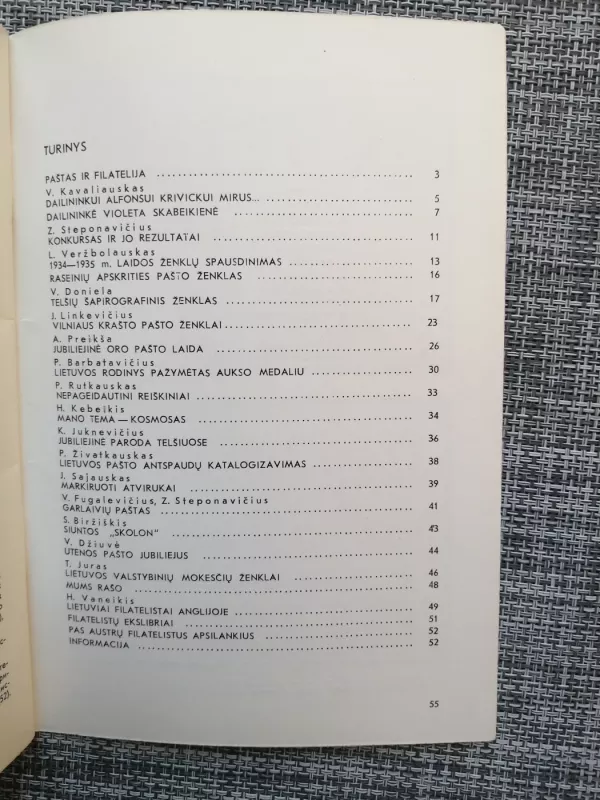 TURINYS
PAŠTAS IR FILATELIJA 3
V. Kavaliauskas
DAILININKUI ALFONSUI KRIVICKUI MIRUS... 5
DAILININKĖ VIOLETA SKABEIKIENĖ 7
Z. Steponavičius
KONKURSAS IR JO REZULTATAI 11
L. Veržbolauskas
1934—1935 m. LAIDOS ŽENKLŲ SPAUSDINIMAS 13
RASEINIŲ APSKRITIES PAŠTO ŽENKLAS 16
V. Doniela
TELŠIŲ ŠAPIROGRAFINIS ŽENKLAS 17
J. Linkevičius
VILNIAUS KRAŠTO PAŠTO ŽENKLAI 23
A. Preikša
JUBILIEJINĖ ORO PAŠTO LAIDA 26
P. Barbatavičius
LIETUVOS RODINYS PAŽYMĖTAS AUKSO MEDALIU 30
P. Rutkauskas
NEPAGEIDAUTINI REIŠKINIAI 33
H. Kebeikis
MANO TEMA — KOSMOSAS 34
K. Juknevičius
JUBILIEJINĖ PARODA TELŠIUOSE 36
P. Živatkauskas
LIETUVOS PAŠTO ANTSPAUDŲ KATALOGIZAVIMAS 38
J. Sajauskas
MARKIRUOTI ATVIRUKAI 39
V. Fugalevičius, Z. Steponavičius
GARLAIVIŲ PAŠTAS 41
S. Biržiškis
SIUNTOS „SKOLON" 43
V. Džiuvė
UTENOS PAŠTO JUBILIEJUS 44
T. Juras
LIETUVOS VALSTYBINIŲ MOKESČIŲ ŽENKLAI 46
MUMS RAŠO 48
H. Vaneikis
LIETUVIAI FILATELISTAI ANGLIJOJE 49
FILATELISTŲ EKSLIBRIAI 51
PAS AUSTRŲ FILATELISTUS APSILANKIUS 52
INFORMACIJA 52
55